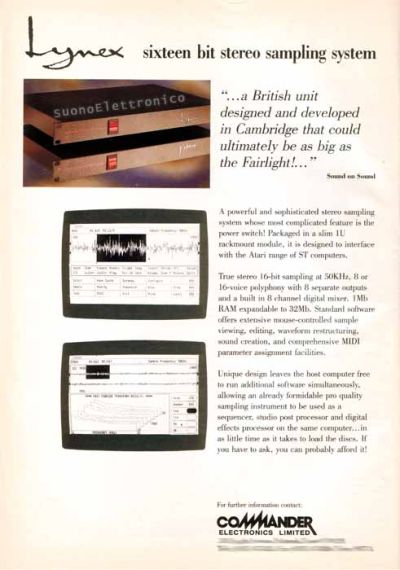 Lynex sixteen bit stereo sampling system
suonoElettronico
"...a British unit
designed and developed
in Cambridge that could
ultimately be as big as
the Fairlight!..."
Sound on Sound
A powerful and sophisticated stereo sampling
system whose most complicated feature is the
power switch! Packaged in a slim 1U
rackmount module, it is designed to interface
with the Atari range of ST computers.
True stereo 16-bit sampling at 50KHz, 8 or
16-voice polyphony with 8 separate outputs
and a built in 8 channel digital mixer. 1Mb
RAM expandable to 32Mb. Standard software
offers extensive mouse-controlled sample
viewing, editing, waveform restructuring,
sound creation, and comprehensive MIDI
parameter assignment facilities.
Unique design leaves the host computer free
to run additional software simultaneously,
allowing an already formidable pro quality
sampling instrument to be used as a
sequencer, studio post processor and digital
effects processor on the same computer...in
as little time as it takes to load the discs. If
you have to ask, you can probably afford it!
For further information contact:
COMMANDER
ELECTRONICS LIMITED